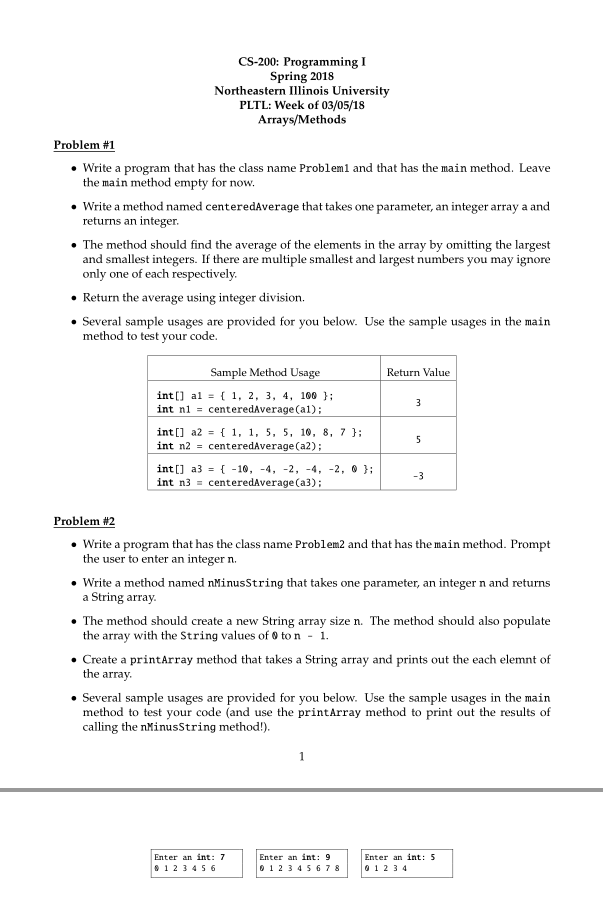 CS-200: Programming I
Spring 2018
Northeastern Illinois University
PLTL: Week of 03/05/18
Arrays/Methods
Problem #1
• Write a program that has the class name Problem1 and that has the main method. Leave
the main method empty for now.
• Write a method named centeredAverage that takes one parameter, an integer array a and
returns an integer.
• The method should find the average of the elements in the array by omitting the largest
and smallest integers. If there are multiple smallest and largest numbers you may ignore
only one of each respectively.
• Return the average using integer division.
• Several sample usages are provided for you below. Use the sample usages in the main
method to test your code.
Sample Method Usage Return Value
int[] a1 = { 1, 2, 3, 4, 100 };
int n1 = centeredAverage(a1);
3
int[] a2 = { 1, 1, 5, 5, 10, 8, 7 };
int n2 = centeredAverage(a2);
5
int[] a3 = { -10, -4, -2, -4, -2, 0 };
int n3 = centeredAverage(a3);
-3
Problem #2
• Write a program that has the class name Problem2 and that has the main method. Prompt
the user to enter an integer n.
• Write a method named nMinusString that takes one parameter, an integer n and returns
a String array.
• The method should create a new String array size n. The method should also populate
the array with the String values of 0 to n - 1.
• Create a printArray method that takes a String array and prints out the each elemnt of
the array.
• Several sample usages are provided for you below. Use the sample usages in the main
method to test your code (and use the printArray method to print out the results of
calling the nMinusString method!).
1
Enter an int: 7
0 1 2 3 4 5 6
Enter an int: 9
0 1 2 3 4 5 6 7 8
Enter an int: 5
0 1 2 3 4